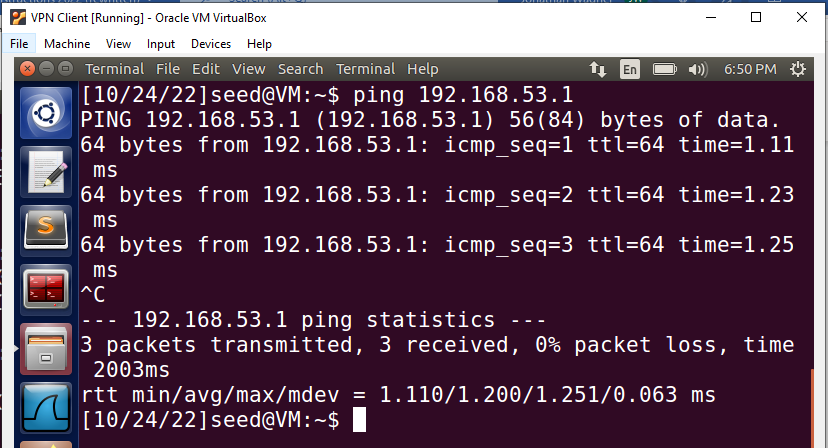 VPN Client [Running] - Oracle VM VirtualBox
File Machine View Input Devices Help
Terminal File Edit View Search Terminal Help En 6:50 PM
[10/24/22]seed@VM:~$ ping 192.168.53.1
PING 192.168.53.1 (192.168.53.1) 56(84) bytes of data.
64 bytes from 192.168.53.1: icmp_seq=1 ttl=64 time=1.11
ms
64 bytes from 192.168.53.1: icmp_seq=2 ttl=64 time=1.23
ms
64 bytes from 192.168.53.1: icmp_seq=3 ttl=64 time=1.25
ms
^C
--- 192.168.53.1 ping statistics ---
3 packets transmitted, 3 received, 0% packet loss, time
2003ms
rtt min/avg/max/mdev = 1.110/1.200/1.251/0.063 ms
[10/24/22]seed@VM:~$